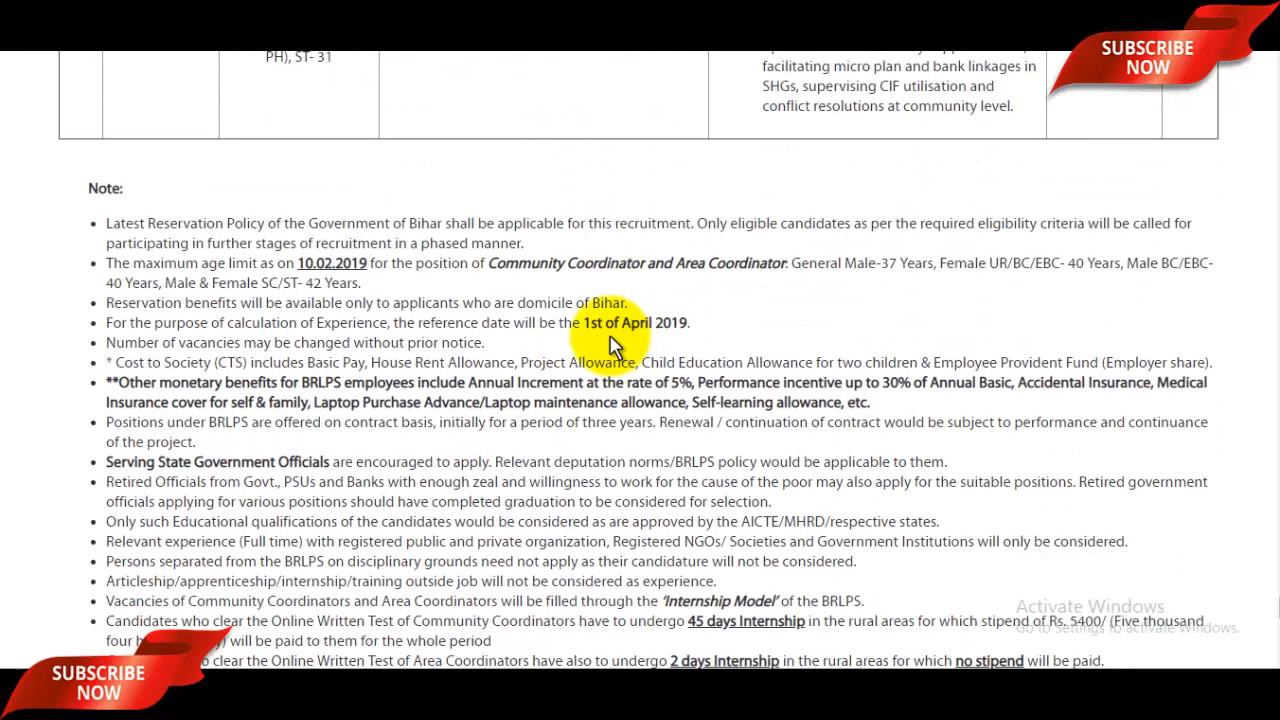 SUBSCRIBE
NOW
PH), ST- 31
facilitating micro plan and bank linkages in
SHGs, supervising CIF utilisation and
conflict resolutions at community level.
Note:
• Latest Reservation Policy of the Government of Bihar shall be applicable for this recruitment. Only eligible candidates as per the required eligibility criteria will be called for
participating in further stages of recruitment in a phased manner.
• The maximum age limit as on 10.02.2019 for the position of Community Coordinator and Area Coordinator: General Male-37 Years, Female UR/BC/EBC- 40 Years, Male BC/EBC-
40 Years, Male & Female SC/ST- 42 Years.
• Reservation benefits will be available only to applicants who are domicile of Bihar.
• For the purpose of calculation of Experience, the reference date will be the 1st of April 2019.
• Number of vacancies may be changed without prior notice.
• * Cost to Society (CTS) includes Basic Pay, House Rent Allowance, Project Allowance, Child Education Allowance for two children & Employee Provident Fund (Employer share).
• **Other monetary benefits for BRLPS employees include Annual Increment at the rate of 5%, Performance incentive up to 30% of Annual Basic, Accidental Insurance, Medical
Insurance cover for self & family, Laptop Purchase Advance/Laptop maintenance allowance, Self-learning allowance, etc.
• Positions under BRLPS are offered on contract basis, initially for a period of three years. Renewal / continuation of contract would be subject to performance and continuance
of the project.
• Serving State Government Officials are encouraged to apply. Relevant deputation norms/BRLPS policy would be applicable to them.
• Retired Officials from Govt., PSUs and Banks with enough zeal and willingness to work for the cause of the poor may also apply for the suitable positions. Retired government
officials applying for various positions should have completed graduation to be considered for selection.
• Only such Educational qualifications of the candidates would be considered as are approved by the AICTE/MHRD/respective states.
• Relevant experience (Full time) with registered public and private organization, Registered NGOs/ Societies and Government Institutions will only be considered.
• Persons separated from the BRLPS on disciplinary grounds need not apply as their candidature will not be considered.
• Articleship/apprenticeship/internship/training outside job will not be considered as experience.
• Vacancies of Community Coordinators and Area Coordinators will be filled through the 'Internship Model' of the BRLPS.
• Candidates who clear the Online Written Test of Community Coordinators have to undergo 45 days Internship in the rural areas for which stipend of Rs. 5400/ (Five thousand
four will be paid to them for the whole period
clear the Online Written Test of Area Coordinators have also to undergo 2 days Internship in the rural areas for which no stipend will be paid.
Activate Windows
Go to Settings to activate Windows.
SUBSCRIBE
NOW